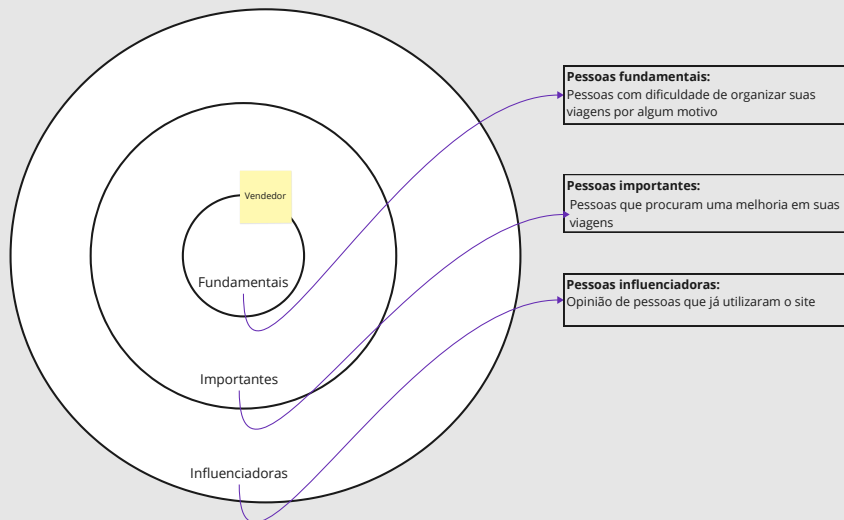 Vendedor
Fundamentais
Importantes
Influenciadoras
Pessoas fundamentais:
Pessoas com dificuldade de organizar suas
viagens por algum motivo
Pessoas importantes:
Pessoas que procuram uma melhoria em suas
viagens
Pessoas influenciadoras:
Opinião de pessoas que já utilizaram o site